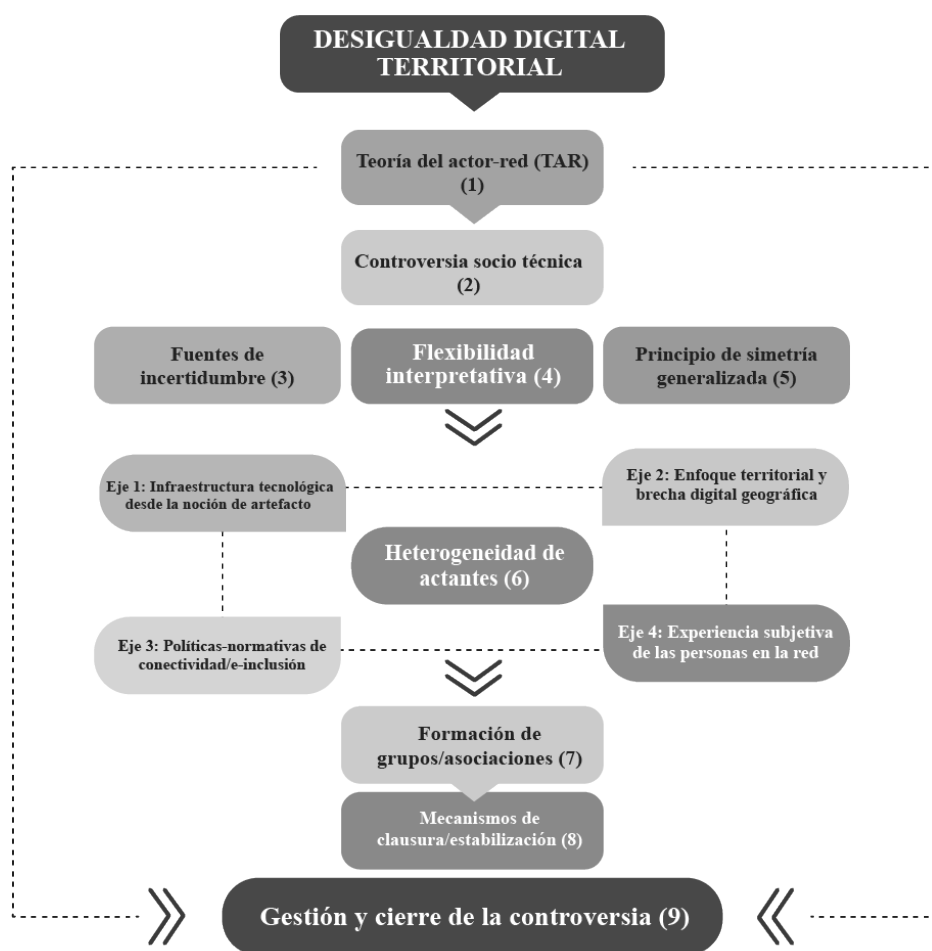 DESIGUALDAD DIGITAL
TERRITORIAL
Teoría del actor-red (TAR)
(1)
Controversia socio técnica
(2)
Fuentes de
incertidumbre (3)
Flexibilidad
interpretativa (4)
Principio de simetría
generalizada (5)
Eje 1: Infraestructura tecnológica
desde la noción de artefacto
Eje 2: Enfoque territorial y
brecha digital geográfica
Heterogeneidad de
actantes (6)
Eje 3: Políticas-normativas de
conectividad/e-inclusión
Eje 4: Experiencia subjetiva
de las personas en la red
Formación de
grupos/asociaciones (7)
Mecanismos de
clausura/estabilización (8)
Gestión y cierre de la controversia (9)